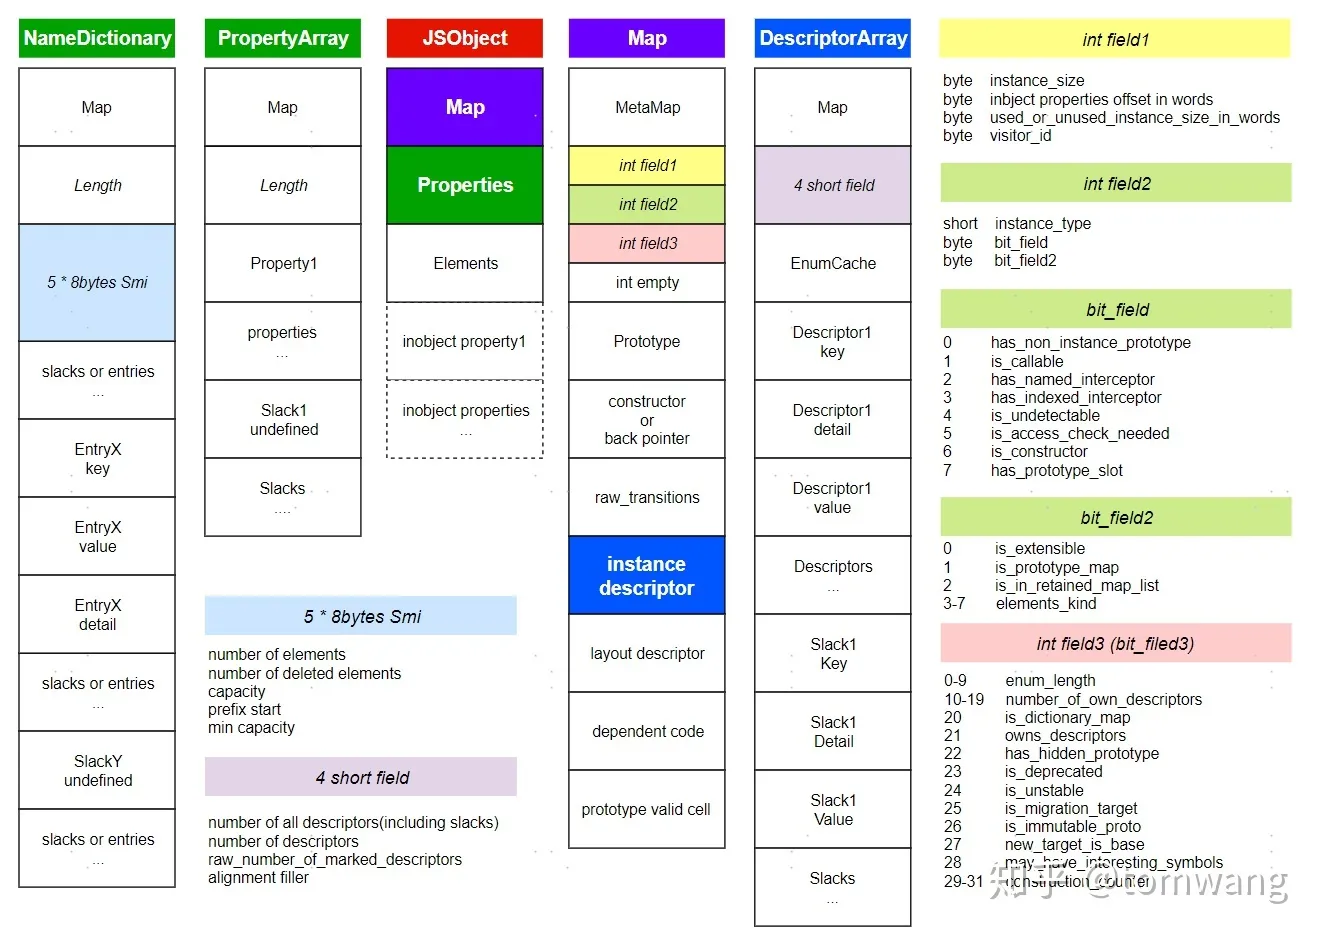 NameDictionary
Map
Length
5 * 8bytes Smi
slacks or entries
...
EntryX
key
EntryX
value
EntryX
detail
slacks or entries
...
SlackY
undefined
slacks or entries
...
PropertyArray
Map
Length
Property1
properties
...
Slack1
undefined
Slacks
....
5 * 8bytes Smi
number of elements
number of deleted elements
capacity
prefix start
min capacity
4 short field
number of all descriptors(including slacks)
number of descriptors
raw_number_of_marked_descriptors
alignment filler
JSObject
Map
Properties
Elements
inobject property1
inobject properties
...
Map
MetaMap
int field1
int field2
int field3
int empty
Prototype
constructor
or
back pointer
raw_transitions
instance
descriptor
layout descriptor
dependent code
prototype valid cell
DescriptorArray
Map
4 short field
EnumCache
Descriptor1
key
Descriptor1
detail
Descriptor1
value
Descriptors
...
Slack1
Key
Slack1
Detail
Slack1
Value
Slacks
...
int field1
byte instance_size
byte inbject properties offset in words
byte used_or_unused_instance_size_in_words
byte visitor_id
int field2
short instance_type
byte bit_field
byte bit_field2
bit_field
0 has_non_instance_prototype
1 is_callable
2 has_named_interceptor
3 has_indexed_interceptor
4 is_undetectable
5 is_access_check_needed
6 is_constructor
7 has_prototype_slot
bit_field2
0 is_extensible
1 is_prototype_map
2 is_in_retained_map_list
3-7 elements_kind
int field3 (bit_filed3)
0-9 enum_length
10-19 number_of_own_descriptors
20 is_dictionary_map
21 owns_descriptors
22 has_hidden_prototype
23 is_deprecated
24 is_unstable
25 is_migration_target
26 is_immutable_proto
27 new_target_is_base
28 may_have_interesting_symbols
29-31 construction_counter
知乎 @tomwang